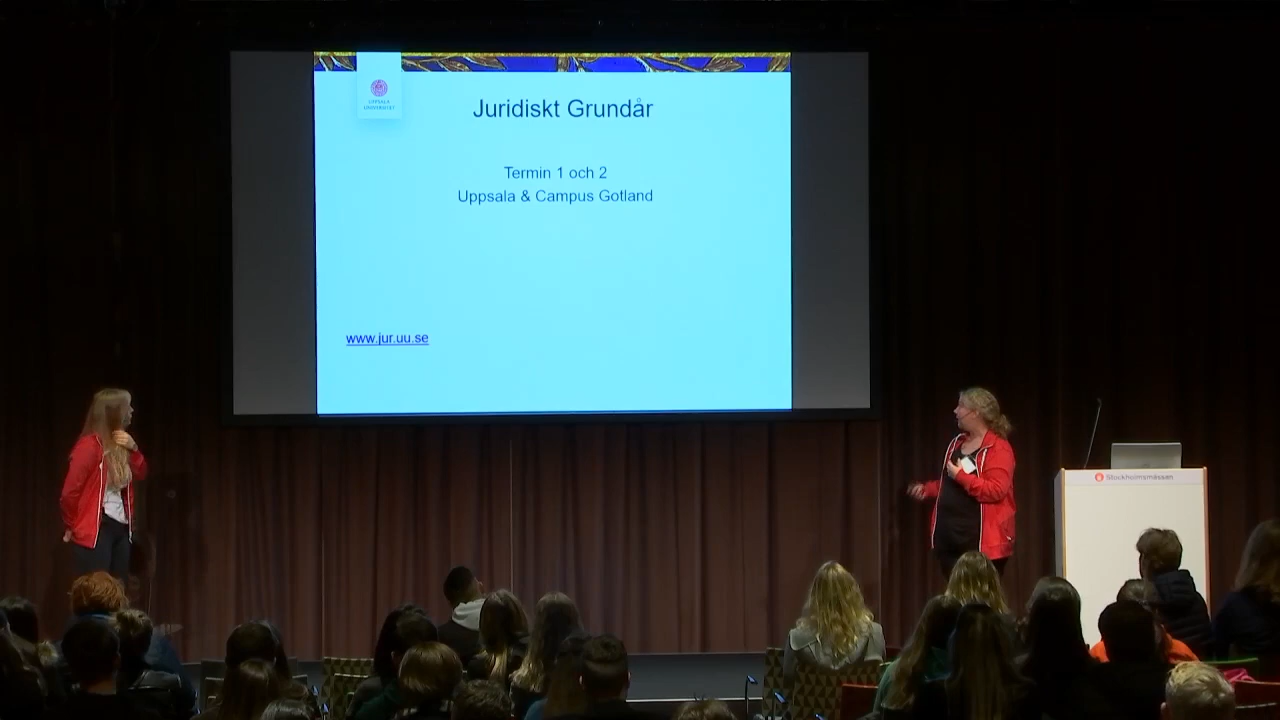 UPPSALA
UNIVERSITET
Juridiskt Grundår
Termin 1 och 2
Uppsala & Campus Gotland
www.jur.uu.se
Stockholmsmässan